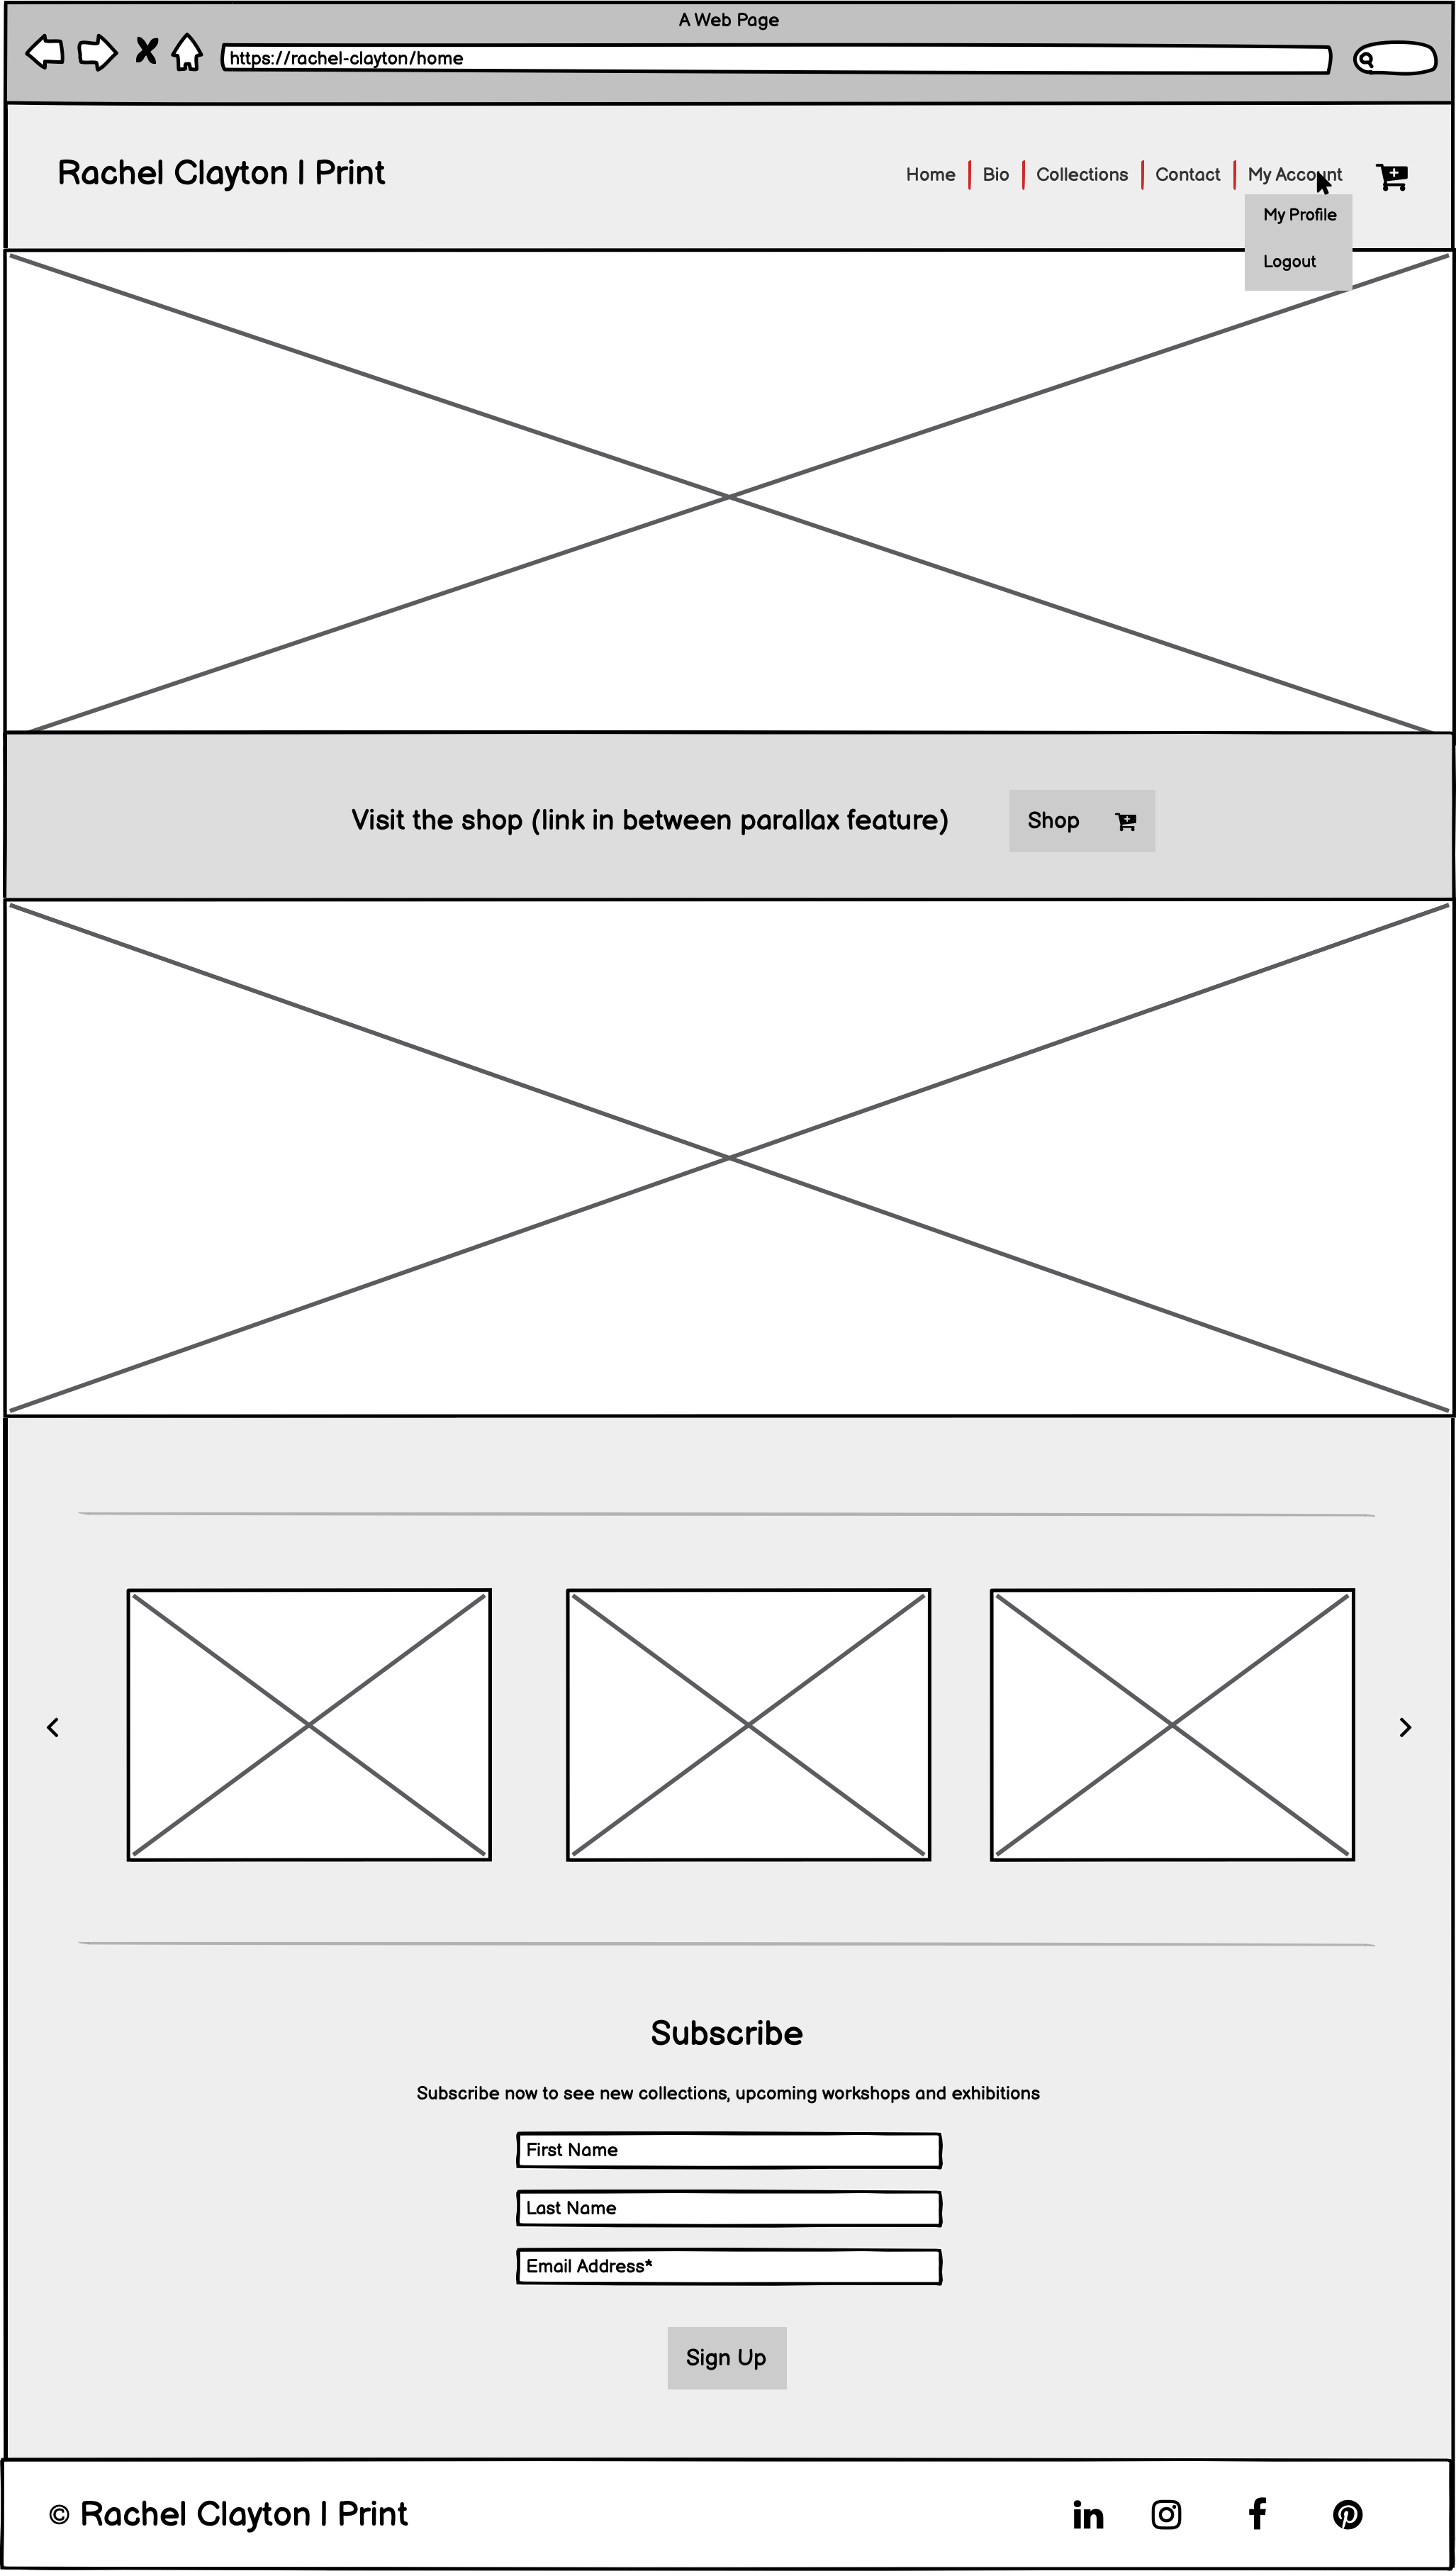 A Web Page
https://rachel-clayton/home
Rachel Clayton | Print
Home | Bio | Collections | Contact | My Account
My Profile
Logout
Visit the shop (link in between parallax feature)
Shop
Subscribe
Subscribe now to see new collections, upcoming workshops and exhibitions
First Name
Last Name
Email Address*
Sign Up
© Rachel Clayton | Print